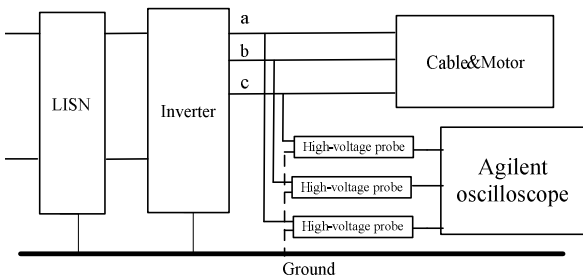 a
b
c
LISN
Inverter
Cable&Motor
High-voltage probe
High-voltage probe
High-voltage probe
Agilent
oscilloscope
Ground